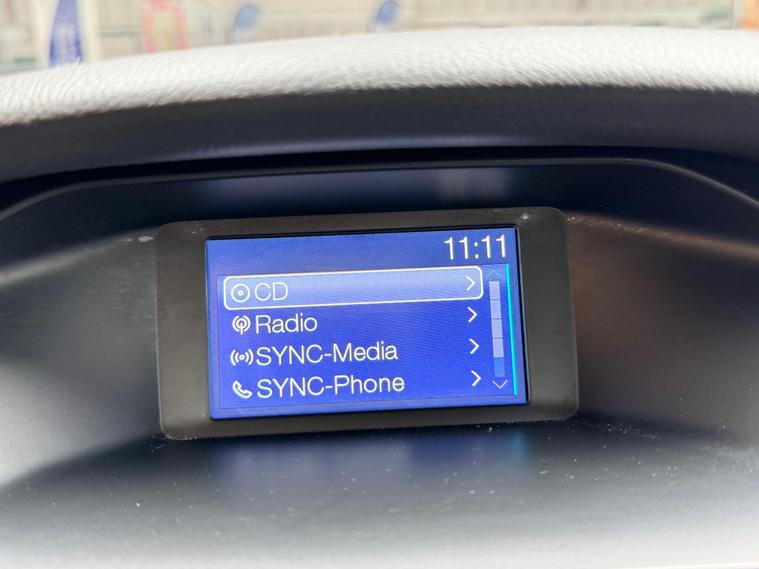 11:11
CD
Radio
SYNC-Media
SYNC-Phone